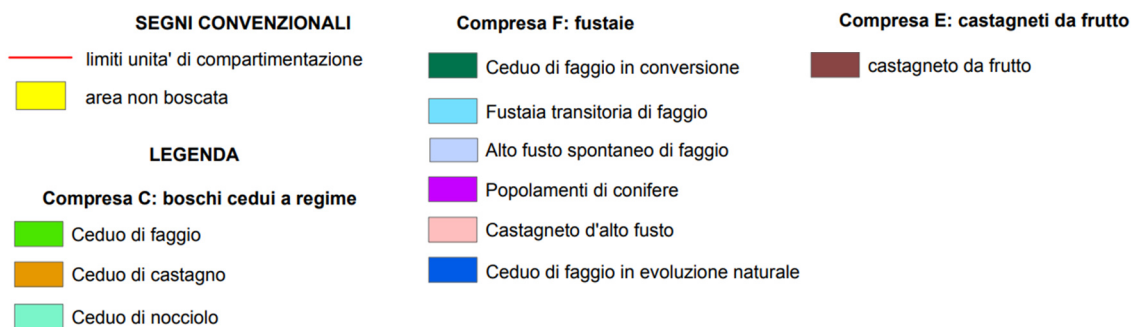 SEGNI CONVENZIONALI
limiti unita' di compartimentazione
area non boscata
LEGENDA
Compresa C: boschi cedui a regime
Ceduo di faggio
Ceduo di castagno
Ceduo di nocciolo
Compresa F: fustaie
Ceduo di faggio in conversione
Fustaia transitoria di faggio
Alto fusto spontaneo di faggio
Popolamenti di conifere
Castagneto d'alto fusto
Ceduo di faggio in evoluzione naturale
Compresa E: castagneti da frutto
castagneto da frutto